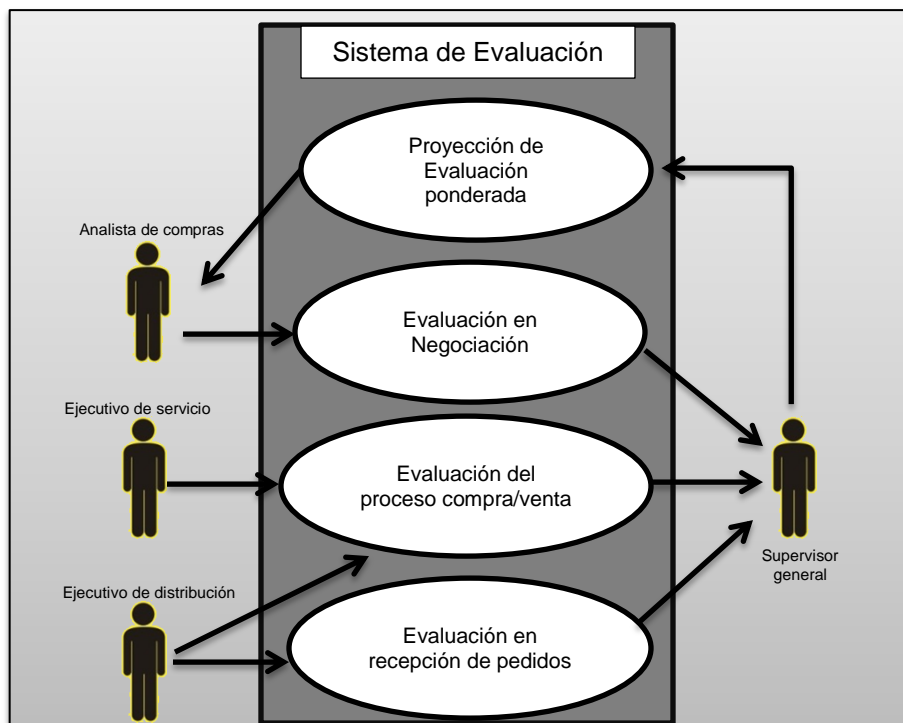 Sistema de Evaluación
Proyección de
Evaluación
ponderada
Analista de compras
Evaluación en
Negociación
Ejecutivo de servicio
Evaluación del
proceso compra/venta
Supervisor
general
Ejecutivo de distribución
Evaluación en
recepción de pedidos